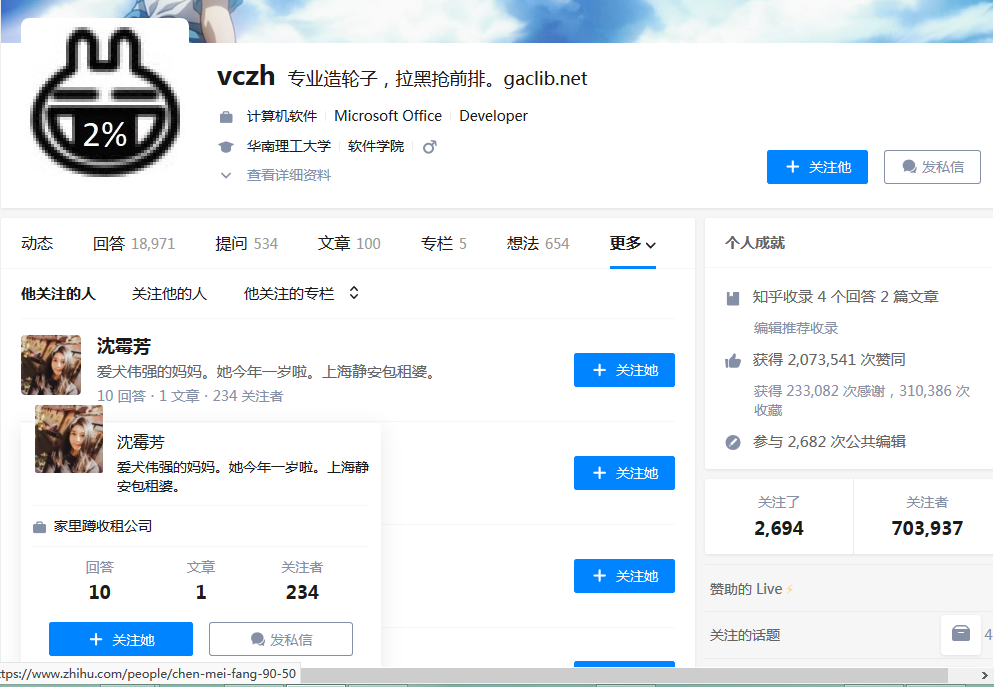 2%
vczh 专业造轮子，拉黑抢前排。gaclib.net
计算机软件 Microsoft Office Developer
华南理工大学 软件学院
查看详细资料
+ 关注他 发私信
动态 回答 18,971 提问 534 文章 100 专栏 5 想法 654 更多
他关注的人 关注他的人 他关注的专栏
沈霉芳
爱犬伟强的妈妈。她今年一岁啦。上海静安包租婆。
10 回答 · 1 文章 · 234 关注者
+ 关注她
沈霉芳
爱犬伟强的妈妈。她今年一岁啦。上海静
安包租婆。
家里蹲收租公司
回答 文章 关注者
10 1 234
+ 关注她 发私信
+ 关注她
+ 关注她
ttps://www.zhihu.com/people/chen-mei-fang-90-50
个人成就
知乎收录 4 个回答 2 篇文章
编辑推荐收录
获得 2,073,541 次赞同
获得 233,082 次感谢，310,386 次
收藏
参与 2,682 次公共编辑
关注了 关注者
2,694 703,937
赞助的 Live
关注的话题 4